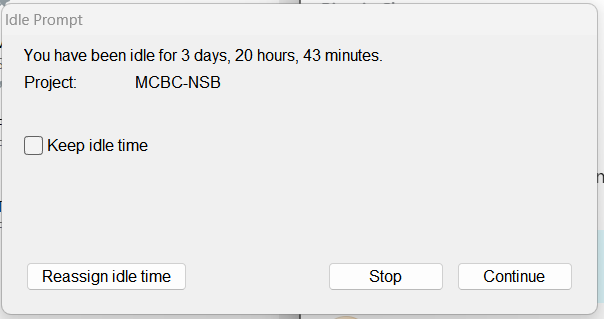 Idle Prompt
You have been idle for 3 days, 20 hours, 43 minutes.
Project: MCBC-NSB
Keep idle time
Reassign idle time Stop Continue